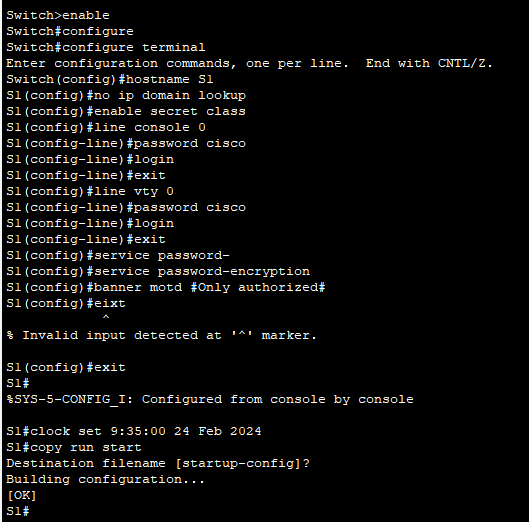 Switch>enable
Switch#configure
Switch#configure terminal
Enter configuration commands, one per line.  End with CNTL/Z.
Switch(config)#hostname S1
S1(config)#no ip domain lookup
S1(config)#enable secret class
S1(config)#line console 0
S1(config-line)#password cisco
S1(config-line)#login
S1(config-line)#exit
S1(config)#line vty 0
S1(config-line)#password cisco
S1(config-line)#login
S1(config-line)#exit
S1(config)#service password-
S1(config)#service password-encryption
S1(config)#banner motd #Only authorized#
S1(config)#eixt
            ^
% Invalid input detected at '^' marker.

S1(config)#exit
S1#
%SYS-5-CONFIG_I: Configured from console by console

S1#clock set 9:35:00 24 Feb 2024
S1#copy run start
Destination filename [startup-config]?
Building configuration...
[OK]
S1#